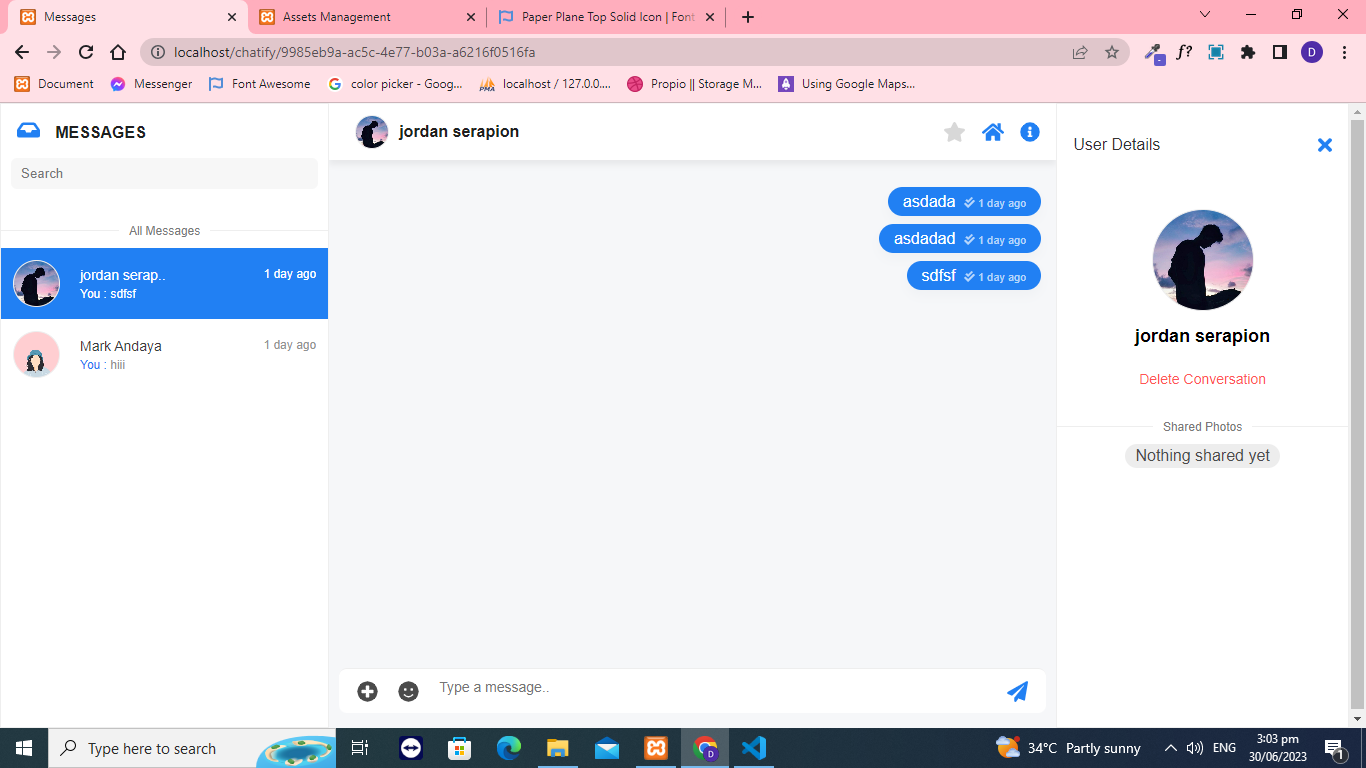 Messages
Assets Management
Paper Plane Top Solid Icon | Font
localhost/chatify/9985eb9a-ac5c-4e77-b03a-a6216f0516fa
f?
D
Document
Messenger
Font Awesome
color picker - Goog...
localhost / 127.0.0....
Propio || Storage M...
Using Google Maps...
MESSAGES
Search
All Messages
jordan serap..
1 day ago
You : sdfsf
Mark Andaya
1 day ago
You : hiii
jordan serapion
asdada 1 day ago
asdadad 1 day ago
sdfsf 1 day ago
Type a message..
User Details
jordan serapion
Delete Conversation
Shared Photos
Nothing shared yet
Type here to search
D
34°C Partly sunny
ENG
3:03 pm
30/06/2023
1